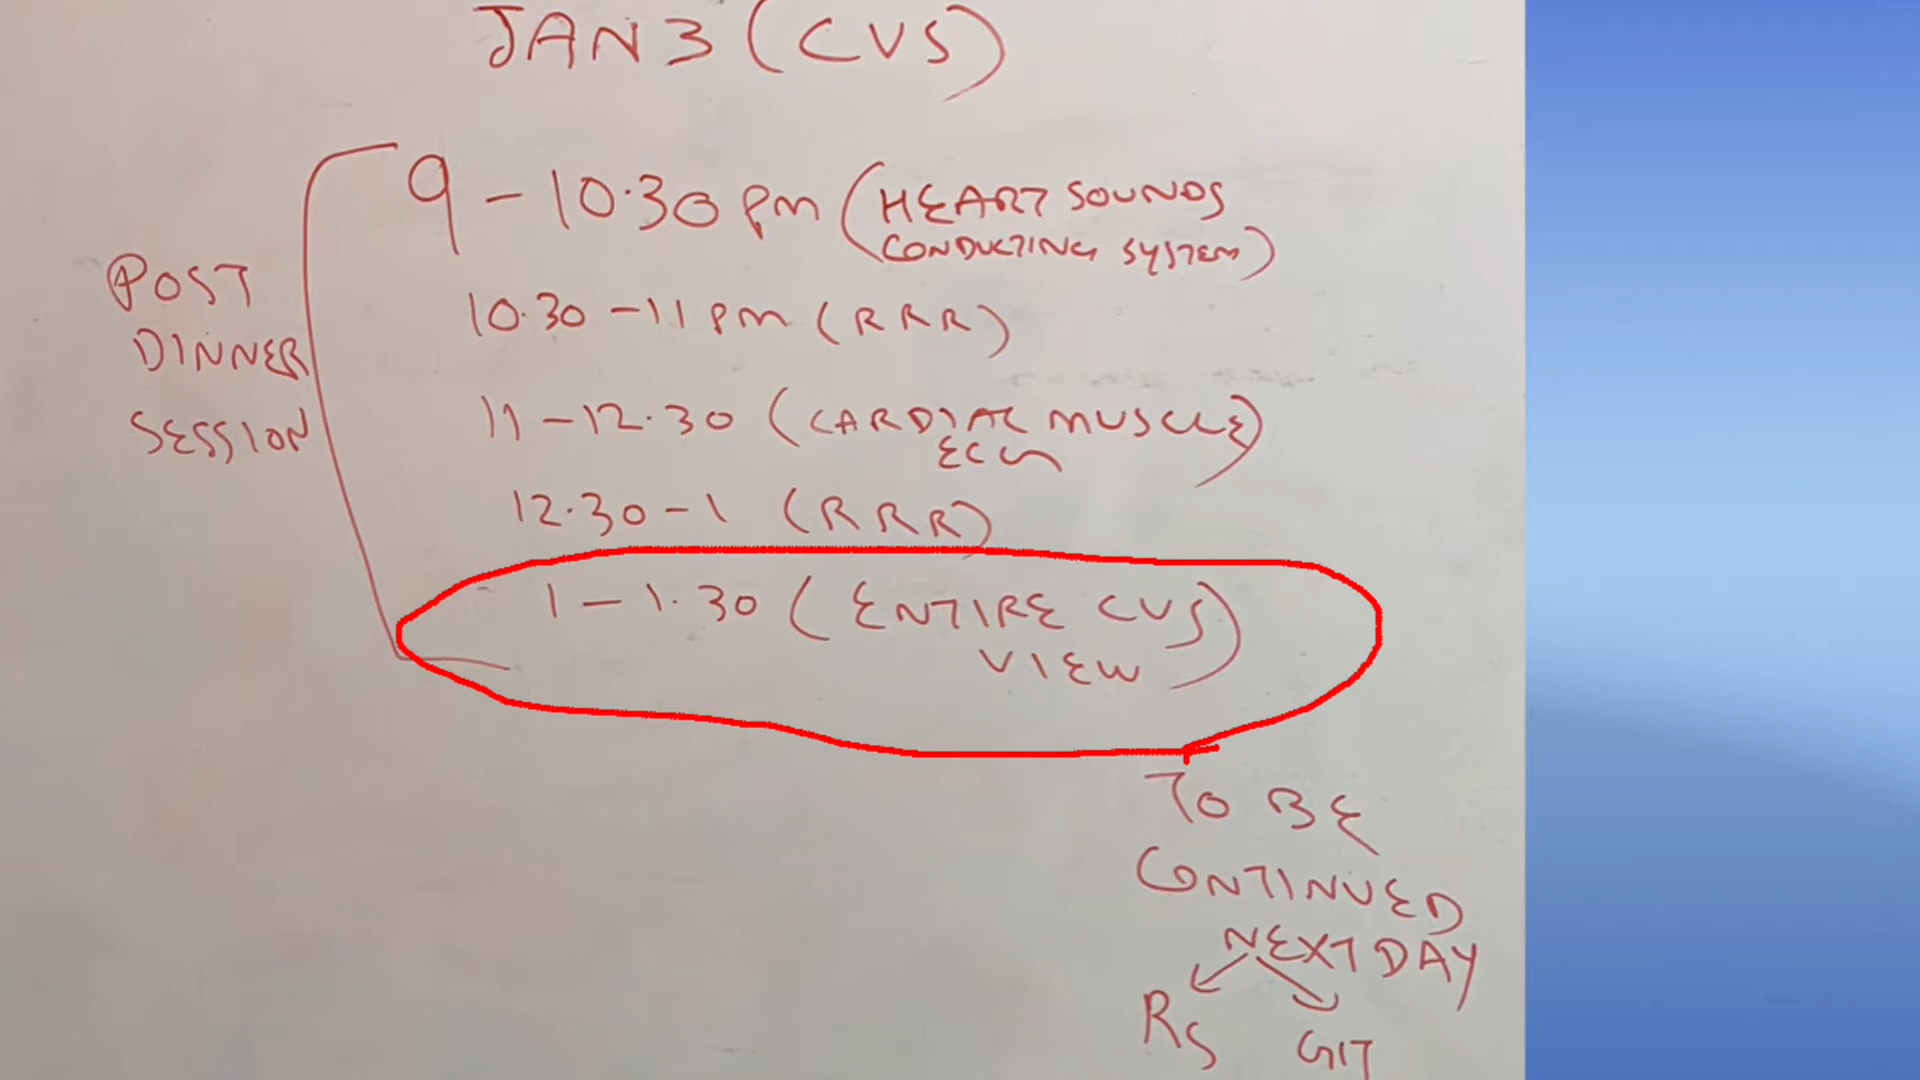 JAN 3 (CVS)
9 - 10.30 pm (HEART SOUNDS
CONDUCTING SYSTEM)
POST
DINNER
SESSION
10.30 - 11 pm (RRR)
11 - 12.30 (CARDIAC MUSCLE)
ECG
12.30 - 1 (RRR)
1 - 1.30 (ENTIRE CVS)
VIEW
TO BE
CONTINUED
NEXT DAY
RS GIT